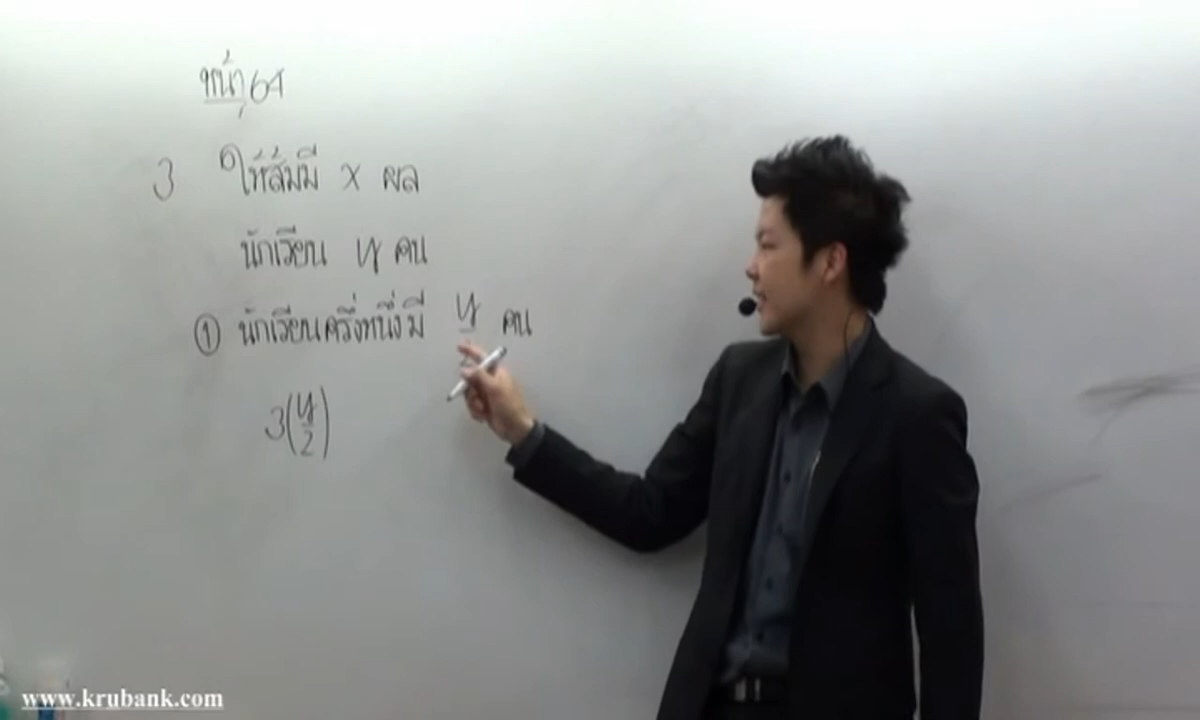 หน้า 64
3 ให้ส้มมี x ผล
นักเรียน y คน
① นักเรียนครึ่งหนึ่งมี y/2 คน
3(y/2)
www.krubank.com